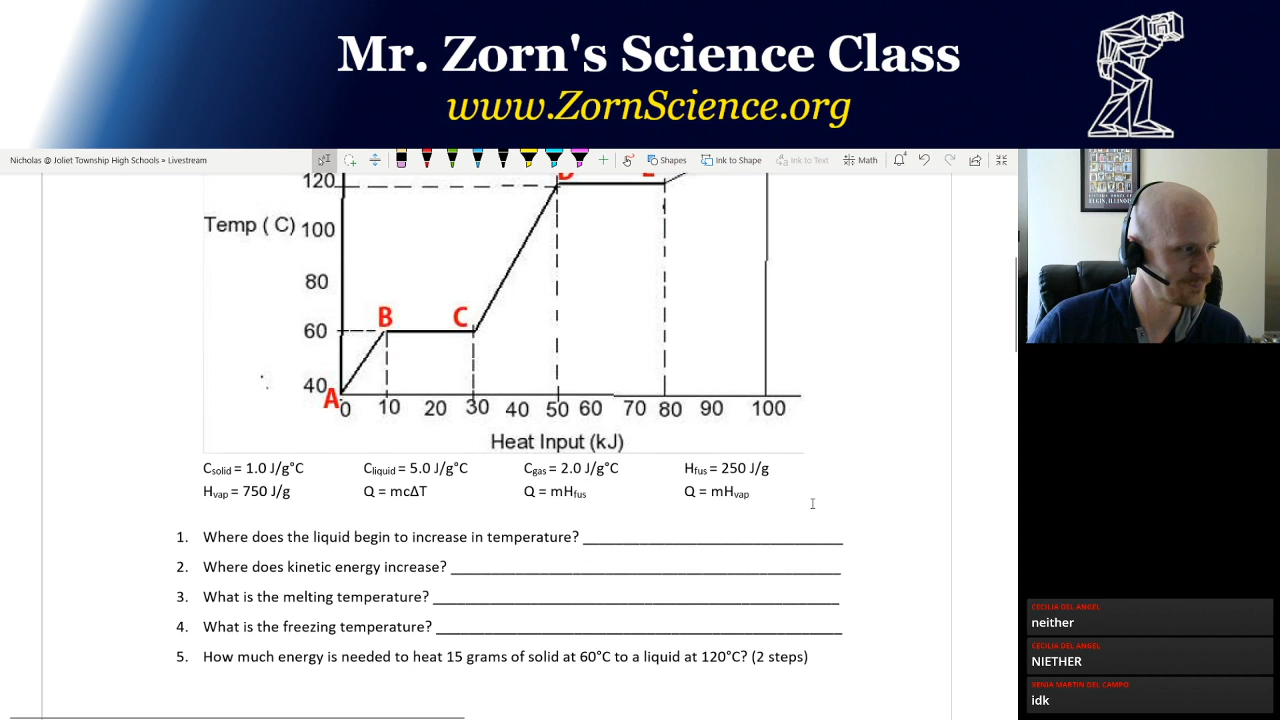 Mr. Zorn's Science Class
www.ZornScience.org
Nicholas @ Joliet Township High Schools » Livestream
Shapes
Ink to Shape
Ink to Text
Math
ELGIN, ILLINOIS
120
D
E
Temp ( C)
100
80
60
B
C
40
A
0 10 20 30 40 50 60 70 80 90 100
Heat Input (kJ)
Csolid = 1.0 J/g°C Cliquid = 5.0 J/g°C Cgas = 2.0 J/g°C Hfus = 250 J/g
Hvap = 750 J/g Q = mcΔT Q = mHfus Q = mHvap
1. Where does the liquid begin to increase in temperature?
2. Where does kinetic energy increase?
3. What is the melting temperature?
4. What is the freezing temperature?
5. How much energy is needed to heat 15 grams of solid at 60°C to a liquid at 120°C? (2 steps)
CECILIA DEL ANGEL
neither
CECILIA DEL ANGEL
NIETHER
XENIA MARTIN DEL CAMPO
idk